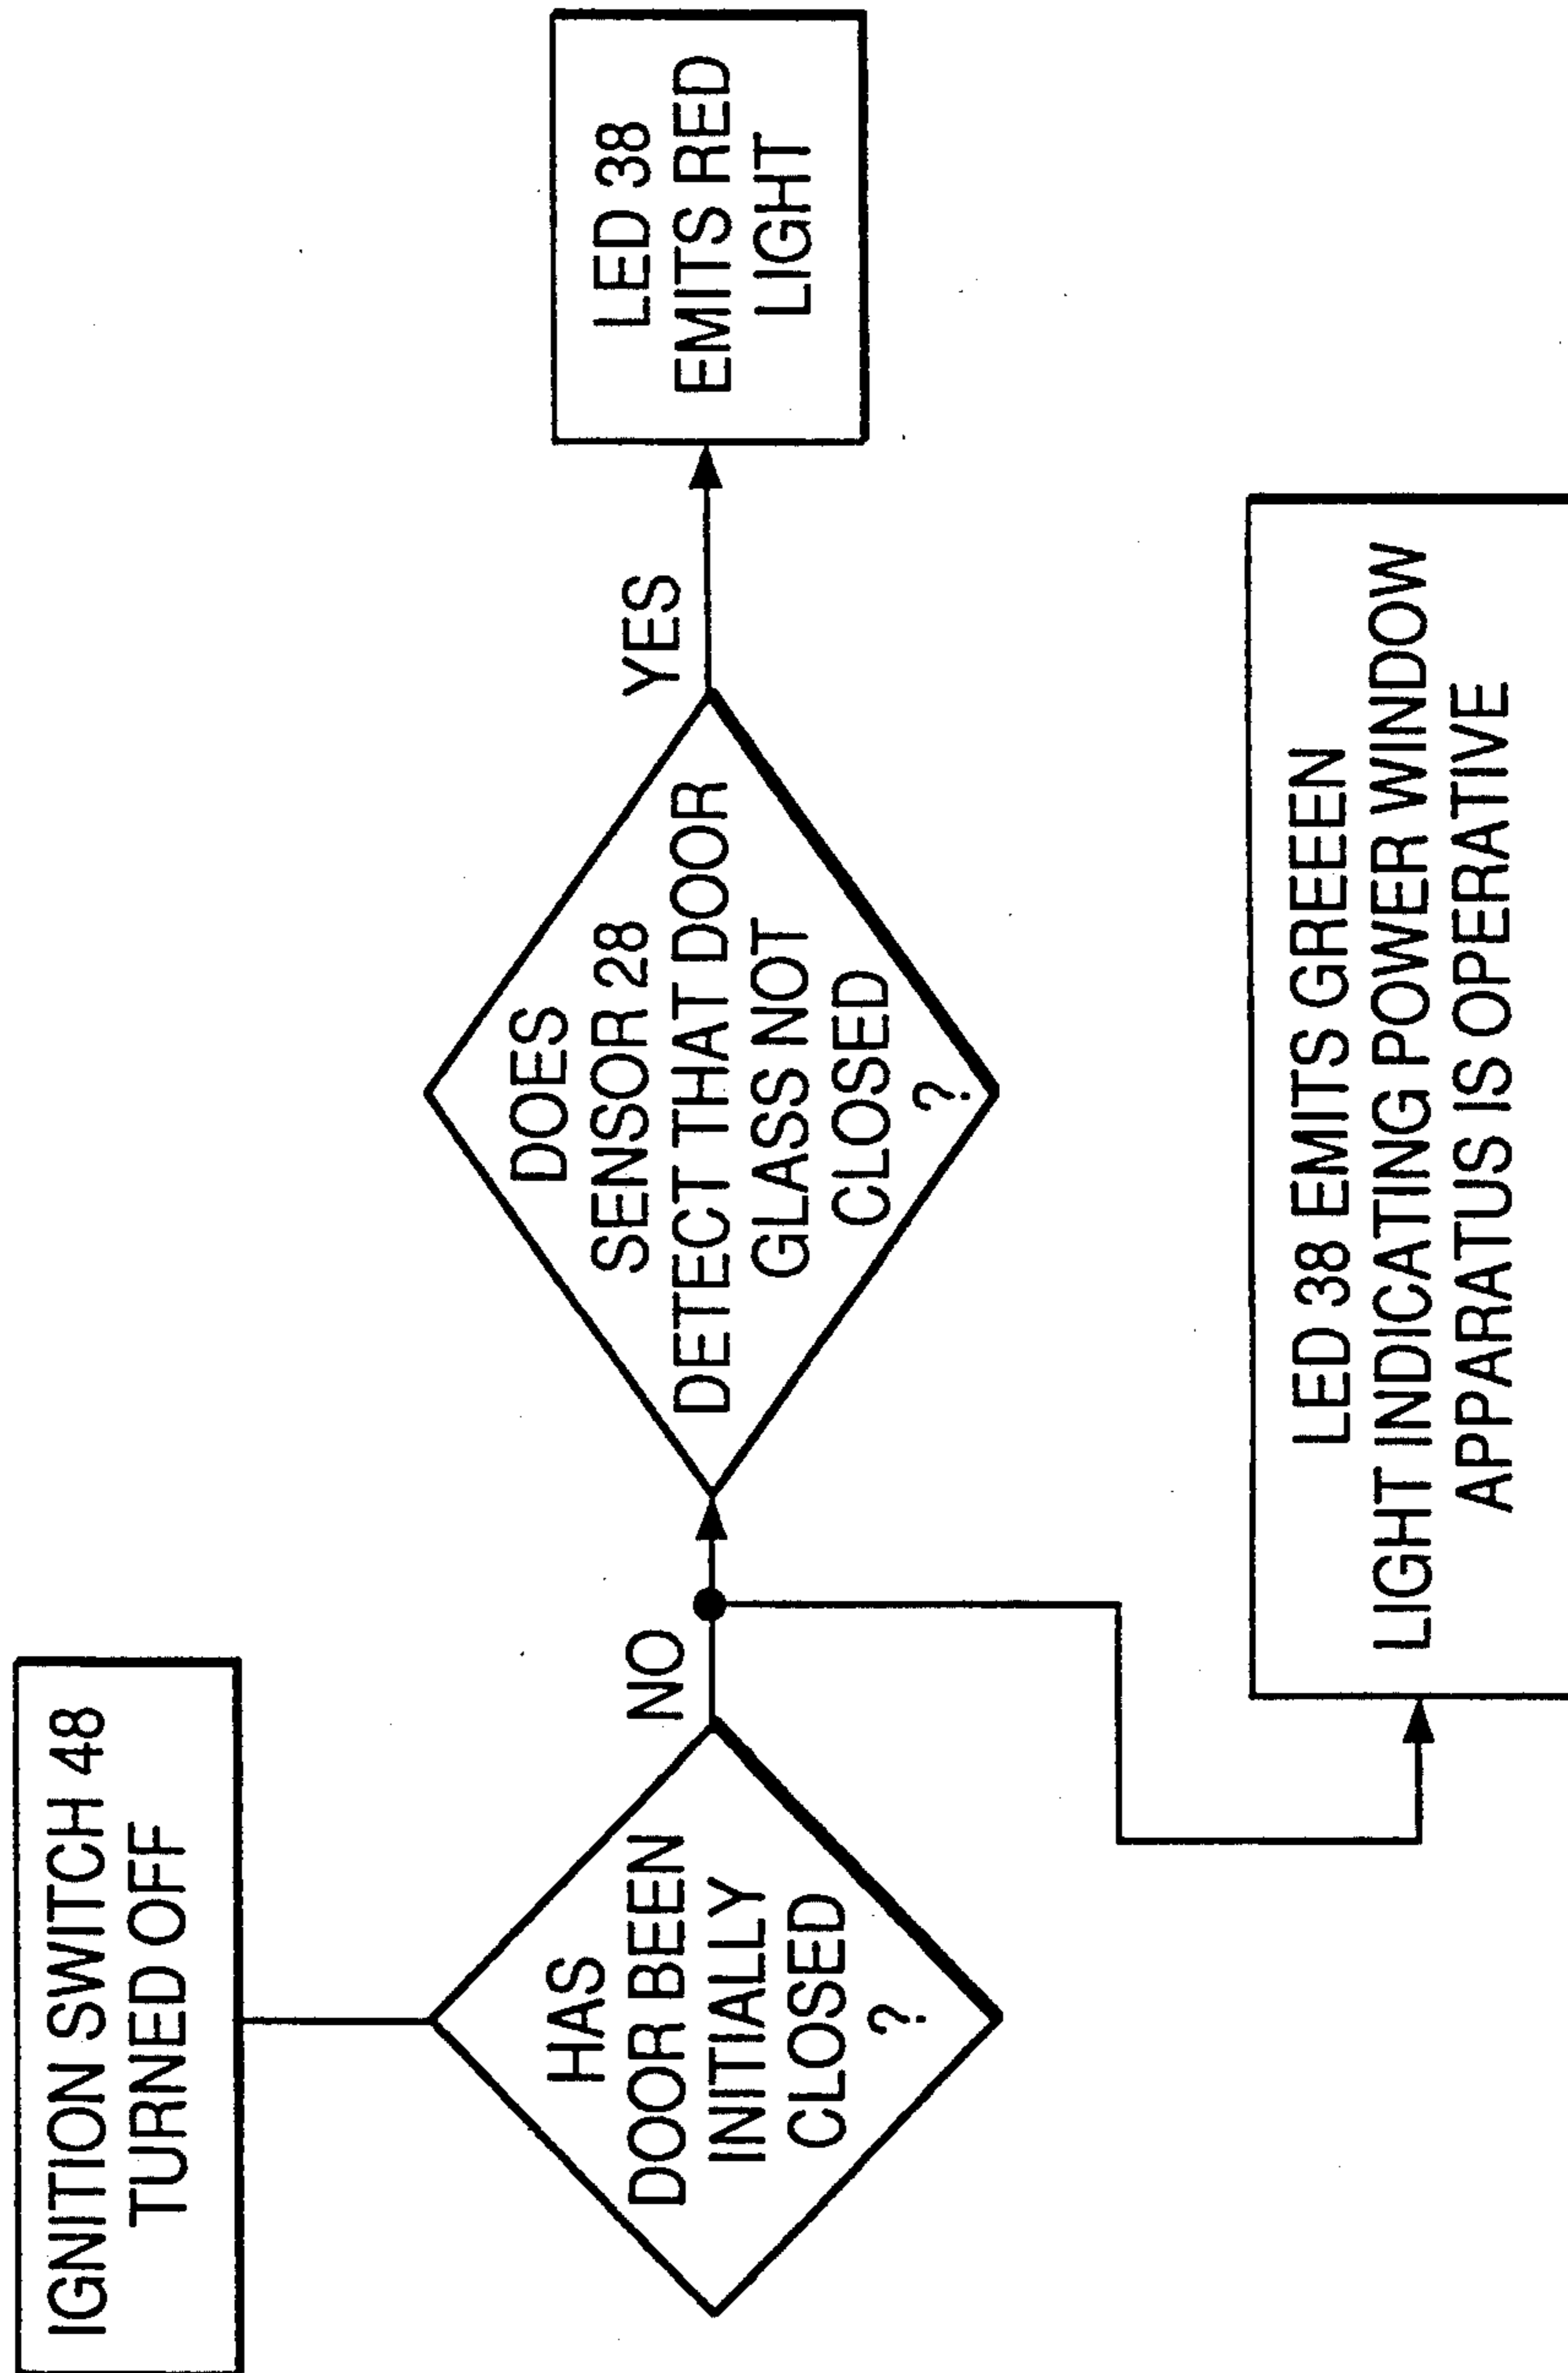 IGNITION SWITCH 48
TURNED OFF
HAS
DOOR BEEN
INITIALLY
CLOSED
?
NO
DOES
SENSOR 28
DETECT THAT DOOR
GLASS NOT
CLOSED
?
YES
LED 38
EMITS RED
LIGHT
LED 38 EMITS GREEN
LIGHT INDICATING POWER WINDOW
APPARATUS IS OPERATIVE